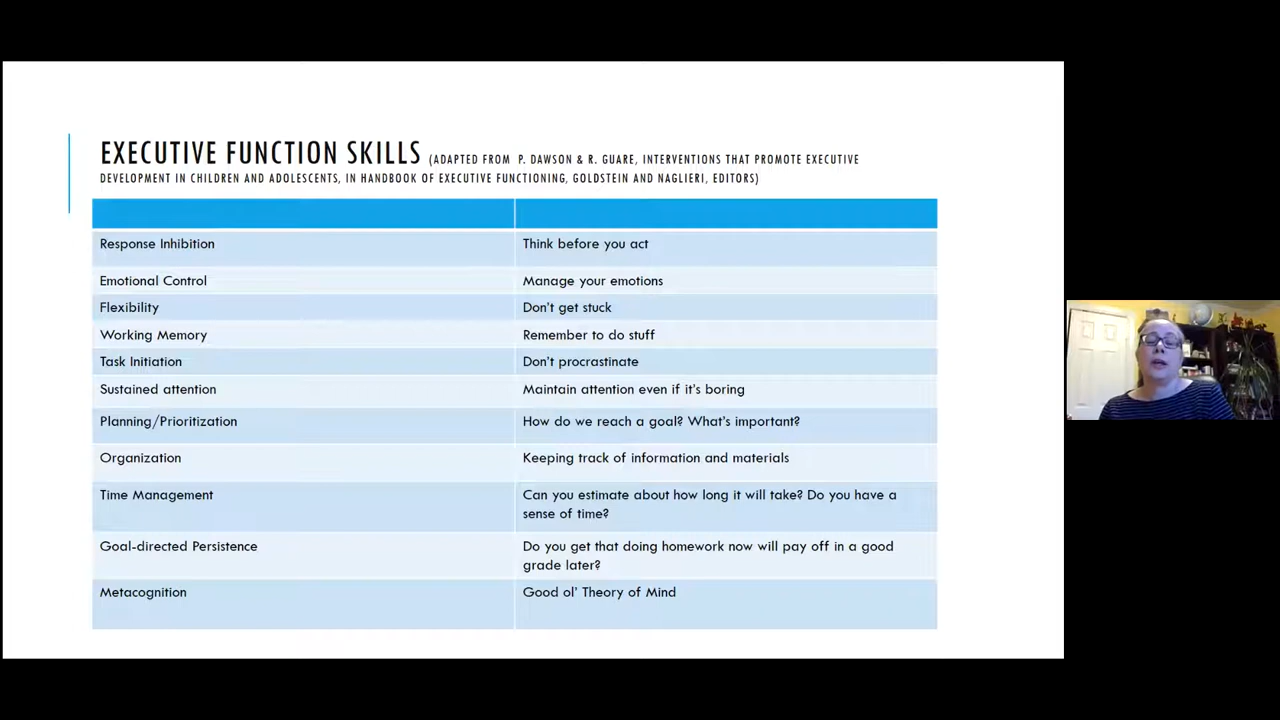 EXECUTIVE FUNCTION SKILLS (ADAPTED FROM P. DAWSON & R. GUARE, INTERVENTIONS THAT PROMOTE EXECUTIVE
DEVELOPMENT IN CHILDREN AND ADOLESCENTS, IN HANDBOOK OF EXECUTIVE FUNCTIONING, GOLDSTEIN AND NAGLIERI, EDITORS)
Response Inhibition Think before you act
Emotional Control Manage your emotions
Flexibility Don't get stuck
Working Memory Remember to do stuff
Task Initiation Don't procrastinate
Sustained attention Maintain attention even if it's boring
Planning/Prioritization How do we reach a goal? What's important?
Organization Keeping track of information and materials
Time Management Can you estimate about how long it will take? Do you have a
sense of time?
Goal-directed Persistence Do you get that doing homework now will pay off in a good
grade later?
Metacognition Good ol' Theory of Mind